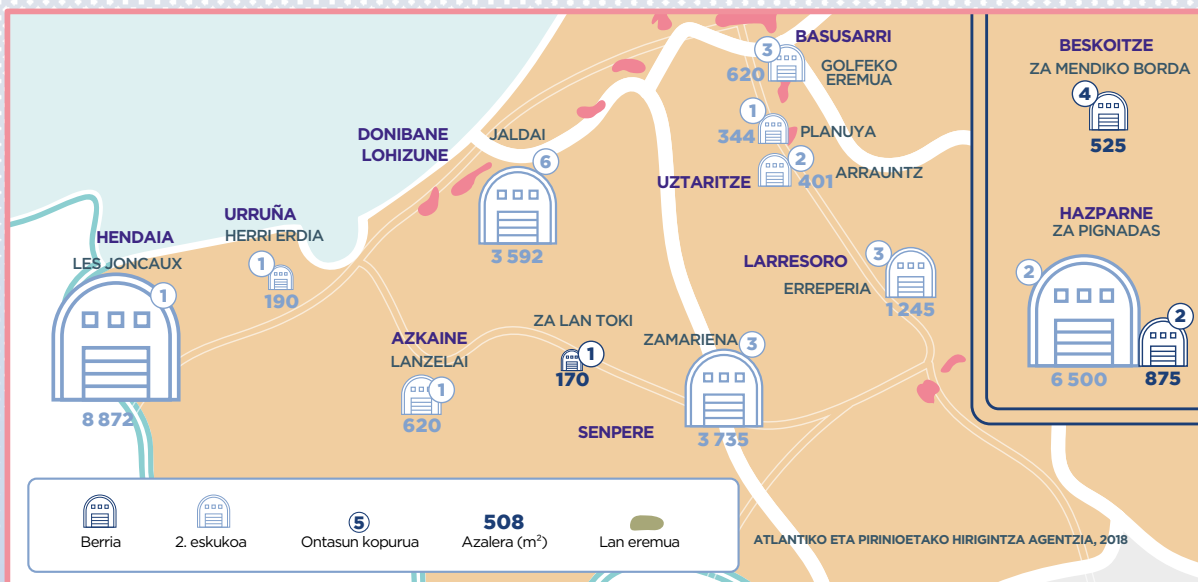 BASUSARRI
3
620
GOLFEKO
EREMUA
1
344
PLANUYA
2
401
ARRAUNTZ
UZTARITZE
DONIBANE
LOHIZUNE
JALDAI
6
3 592
URRUÑA
HERRI ERDIA
1
190
HENDAIA
LES JONCAUX
1
8 872
AZKAINE
LANZELAI
1
620
ZA LAN TOKI
1
170
ZAMARIENA
3
3 735
SENPERE
LARRESORO
ERREPERIA
3
1 245
BESKOITZE
ZA MENDIKO BORDA
4
525
HAZPARNE
ZA PIGNADAS
2
6 500
2
875
Berria
2. eskukoa
5
Ontasun kopurua
508
Azalera (m²)
Lan eremua
ATLANTIKO ETA PIRINIOETAKO HIRIGINTZA AGENTZIA, 2018